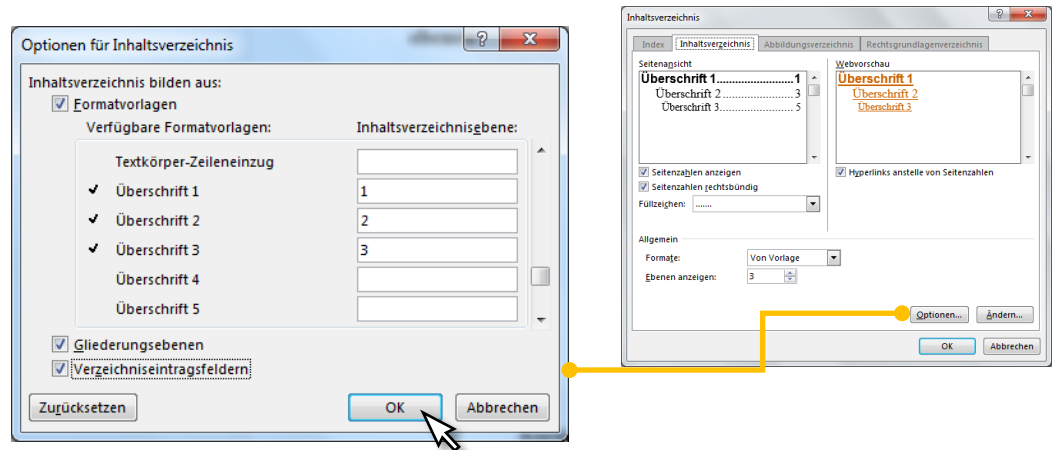 Optionen für Inhaltsverzeichnis
Inhaltsverzeichnis bilden aus:
Formatvorlagen
Verfügbare Formatvorlagen: Inhaltsverzeichnisebene:
Textkörper-Zeileneinzug
Überschrift 1 1
Überschrift 2 2
Überschrift 3 3
Überschrift 4
Überschrift 5
Gliederungsebenen
Verzeichniseintragsfeldern
Zurücksetzen OK Abbrechen
Inhaltsverzeichnis
Index Inhaltsverzeichnis Abbildungsverzeichnis Rechtsgrundlagenverzeichnis
Seitenansicht Webvorschau
Überschrift 1..........................1 Überschrift 1
Überschrift 2.........................3 Überschrift 2
Überschrift 3......................5 Überschrift 3
Seitenzahlen anzeigen Hyperlinks anstelle von Seitenzahlen
Seitenzahlen rechtsbündig
Füllzeichen: .......
Allgemein
Formate: Von Vorlage
Ebenen anzeigen: 3
Optionen... Ändern...
OK Abbrechen